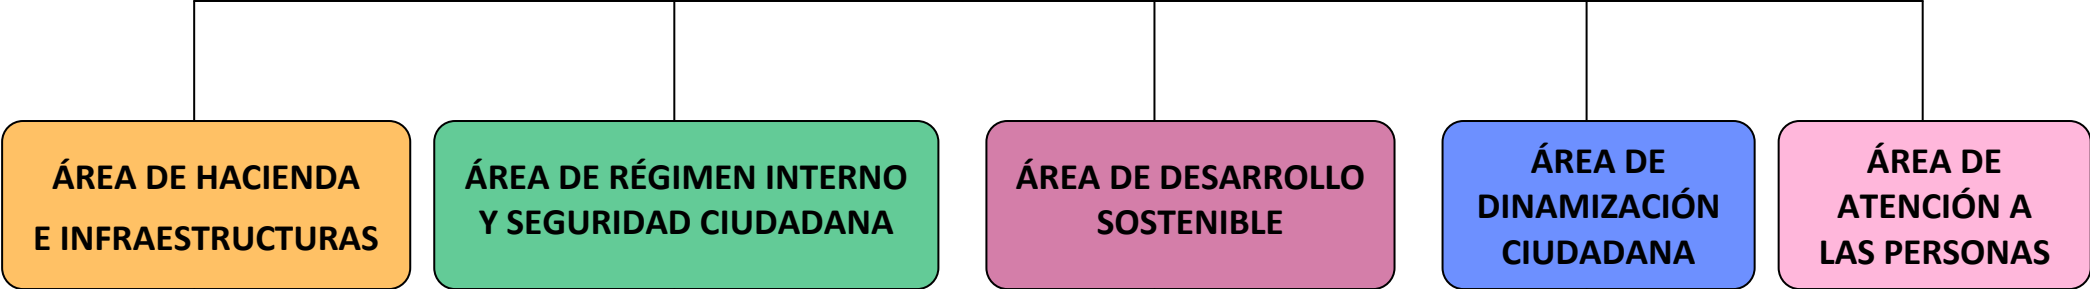 ÁREA DE HACIENDA
E INFRAESTRUCTURAS
ÁREA DE RÉGIMEN INTERNO
Y SEGURIDAD CIUDADANA
ÁREA DE DESARROLLO
SOSTENIBLE
ÁREA DE
DINAMIZACIÓN
CIUDADANA
ÁREA DE
ATENCIÓN A
LAS PERSONAS